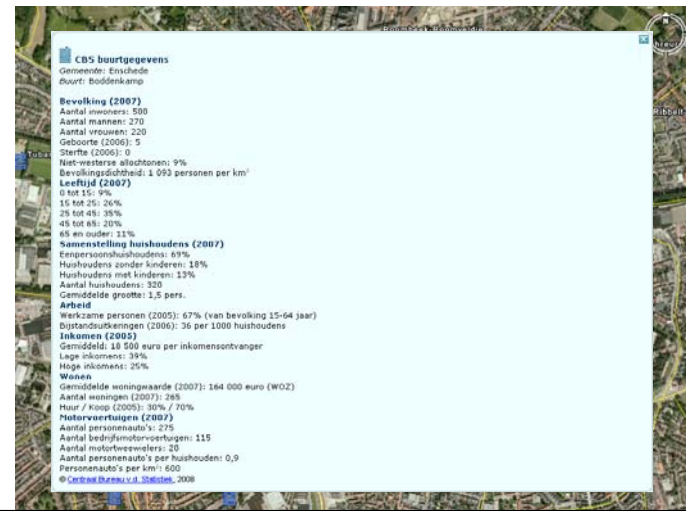 CBS buurtgegevens
Gemeente: Enschede
Buurt: Boddenkamp
Bevolking (2007)
Aantal inwoners: 500
Aantal mannen: 270
Aantal vrouwen: 220
Geboorte (2006): 5
Sterfte (2006): 0
Niet-westerse allochtonen: 9%
Bevolkingsdichtheid: 1 093 personen per km²
Leeftijd (2007)
0 tot 15: 9%
15 tot 25: 26%
25 tot 45: 35%
45 tot 65: 20%
65 en ouder: 11%
Samenstelling huishoudens (2007)
Eenpersoonshuishoudens: 69%
Huishoudens zonder kinderen: 18%
Huishoudens met kinderen: 13%
Aantal huishoudens: 320
Gemiddelde grootte: 1,5 pers.
Arbeid
Werkzame personen (2005): 67% (van bevolking 15-64 jaar)
Bijstandsuitkeringen (2006): 36 per 1000 huishoudens
Inkomen (2005)
Gemiddeld: 18 500 euro per inkomensontvanger
Lage inkomens: 39%
Hoge inkomens: 25%
Wonen
Gemiddelde woningwaarde (2007): 164 000 euro (WOZ)
Aantal woningen (2007): 265
Huur / Koop (2005): 30% / 70%
Motorvoertuigen (2007)
Aantal personenauto's: 275
Aantal bedrijfsmotorvoertuigen: 115
Aantal motortweewielers: 20
Aantal personenauto's per huishouden: 0,9
Personenauto's per km²: 600
© Centraal Bureau v.d. Statistiek, 2008